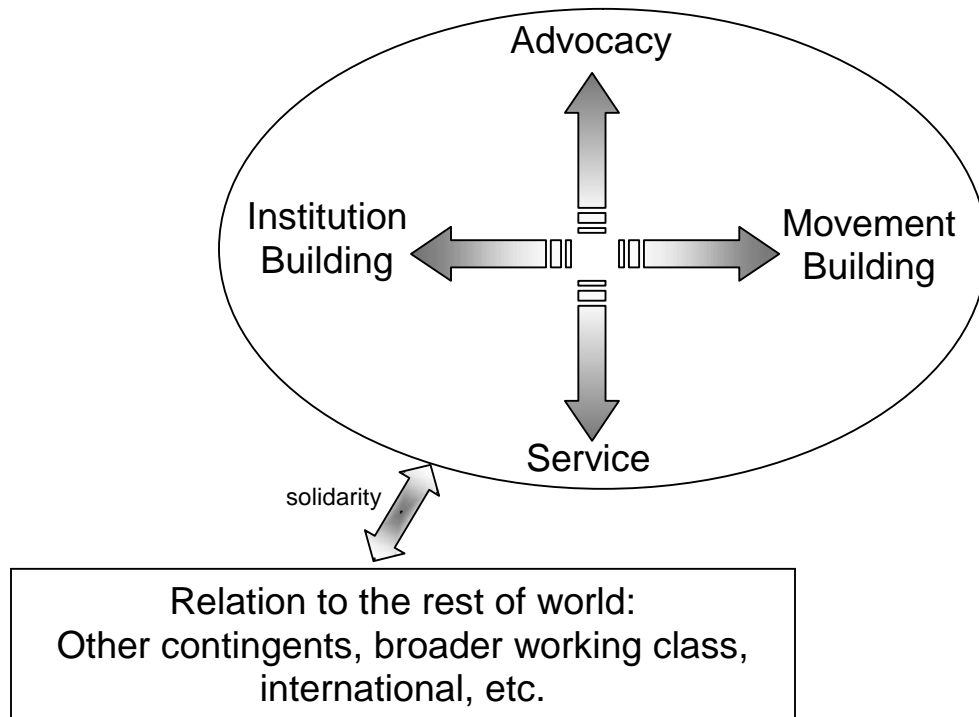 Advocacy
Institution
Building
Movement
Building
Service
solidarity
Relation to the rest of world:
Other contingents, broader working class,
international, etc.